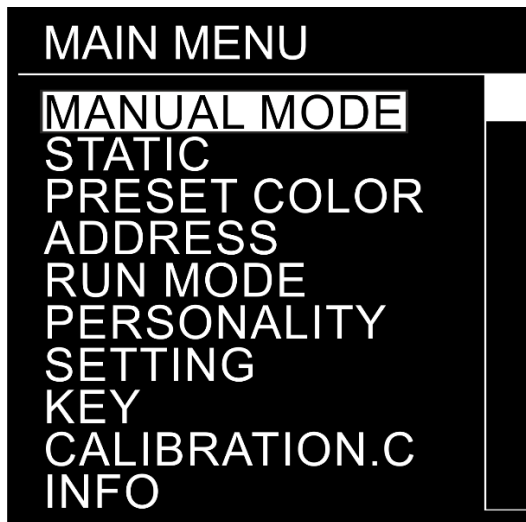 MAIN MENU
MANUAL MODE
STATIC
PRESET COLOR
ADDRESS
RUN MODE
PERSONALITY
SETTING
KEY
CALIBRATION.C
INFO